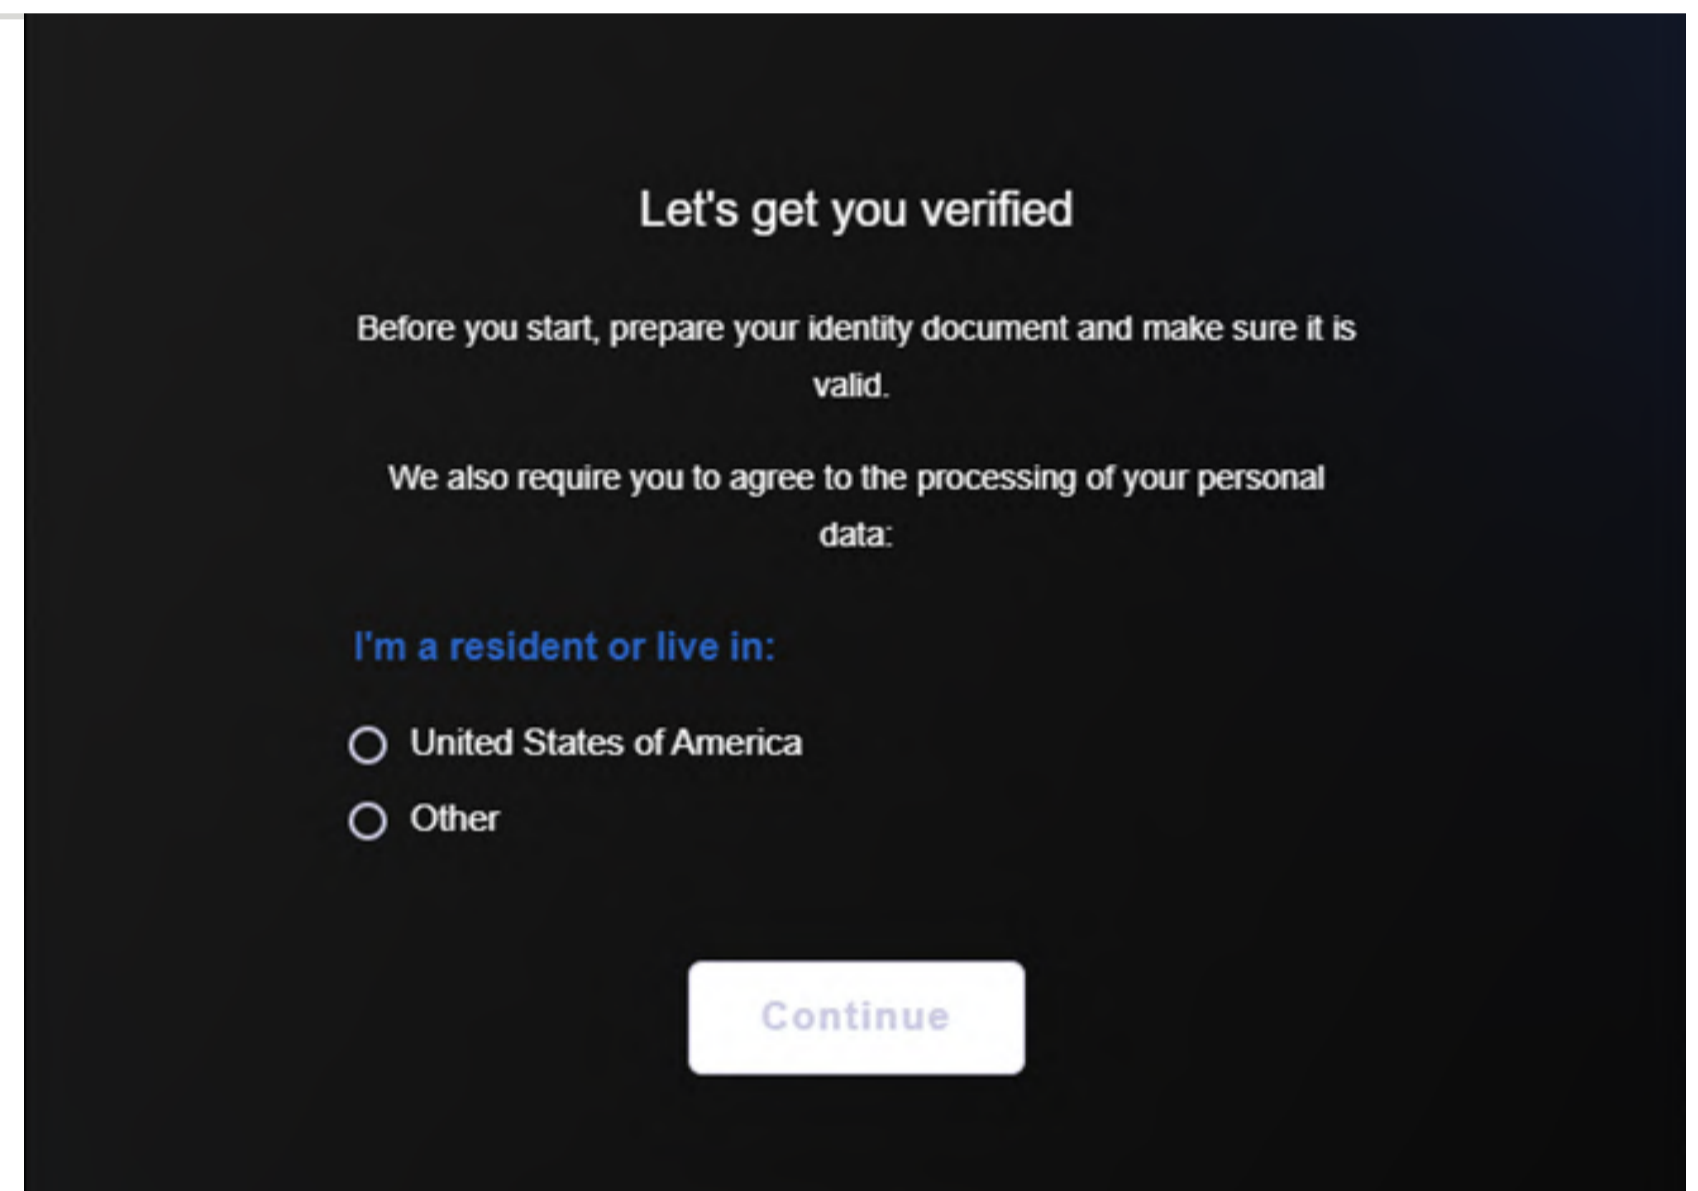 Let's get you verified
Before you start, prepare your identity document and make sure it is
valid.
We also require you to agree to the processing of your personal
data:
I'm a resident or live in:
United States of America
Other
Continue